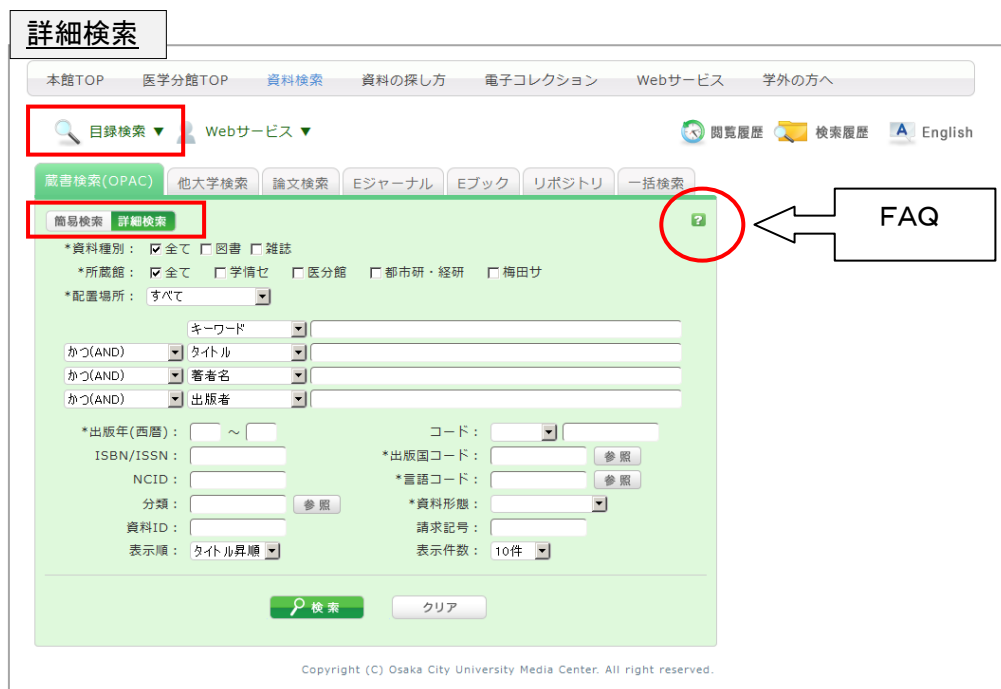 詳細検索
本館TOP 医学分館TOP 資料検索 資料の探し方 電子コレクション Webサービス 学外の方へ
目録検索 ▼ Webサービス ▼ 閲覧履歴 検索履歴 A English
蔵書検索(OPAC) 他大学検索 論文検索 Eジャーナル Eブック リポジトリ 一括検索
簡易検索 詳細検索 ?
FAQ
*資料種別： 全て 図書 雑誌
*所蔵館： 全て 学情セ 医分館 都市研・経研 梅田サ
*配置場所： すべて
キーワード
かつ(AND) タイトル
かつ(AND) 著者名
かつ(AND) 出版者
*出版年(西暦)： ～ コード：
ISBN/ISSN： *出版国コード： 参照
NCID： *言語コード： 参照
分類： 参照 *資料形態：
資料ID： 請求記号：
表示順： タイトル昇順 表示件数： 10件
検索 クリア
Copyright (C) Osaka City University Media Center. All right reserved.